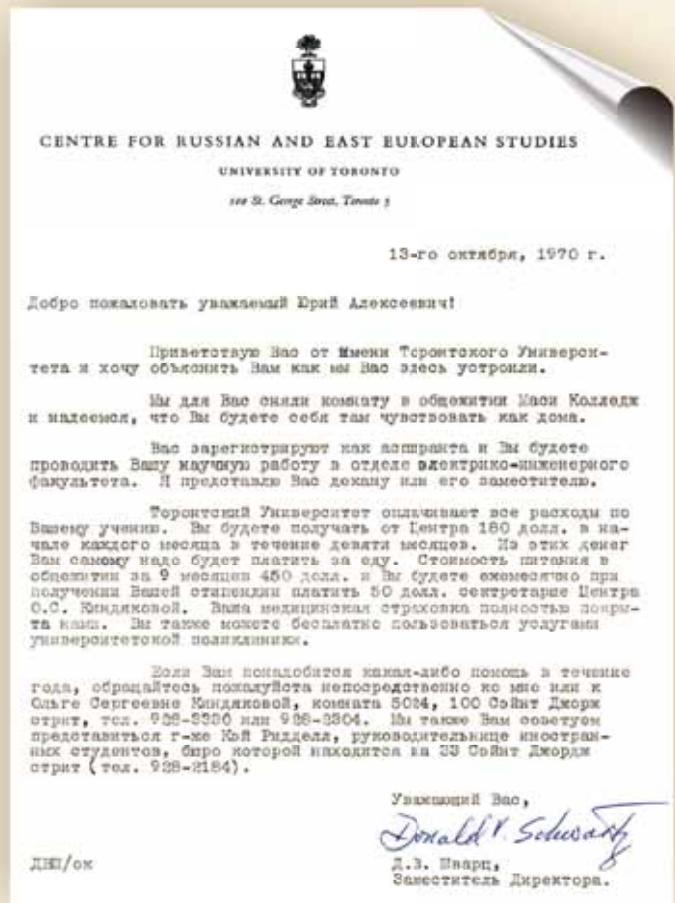 CENTRE FOR RUSSIAN AND EAST EUROPEAN STUDIES
UNIVERSITY OF TORONTO
100 St. George Street, Toronto 5
13-го октября, 1970 г.
Добро пожаловать уважаемый Юрий Алексеевич!
Приветствую Вас от Имени Торонтского Универси-
тета и хочу объяснить Вам как мы Вас здесь устроили.
Мы для Вас сняли комнату в общежитии Маси Колледж
и надеемся, что Вы будете себя там чувствовать как дома.
Вас зарегистрируют как аспиранта и Вы будете
проводить Вашу научную работу в отделе электрико-инженерного
факультета. Я представлю Вас декану или его заместителю.
Торонтский Университет оплачивает все расходы по
Вашему учению. Вы будете получать от Центра 180 долл. в на-
чале каждого месяца в течение девяти месяцев. Из этих денег
Вам самому надо будет платить за еду. Стоимость питания в
общежитии за 9 месяцев 450 долл. и Вы будете ежемесячно при
получении Вашей стипендии платить 50 долл. секретарше Центра
О.С. Киндяковой. Ваша медицинская страховка полностью покры-
та нами. Вы также можете бесплатно пользоваться услугами
университетской поликлиники.
Если Вам понадобится какая-либо помощь в течение
года, обращайтесь пожалуйста непосредственно ко мне или к
Ольге Сергеевне Киндяковой, комната 5024, 100 Сэйнт Джорж
стрит, тел. 928-3330 или 928-3304. Мы также Вам советуем
представиться г-же Кэй Ридделл, руководительнице иностран-
ных студентов, бюро которой находится на 33 Сэйнт Джордж
стрит (тел. 928-2184).
Уважающий Вас,
Donald V. Schwartz
ДВШ/ок
Д.В. Шварц,
Заместитель Директора.